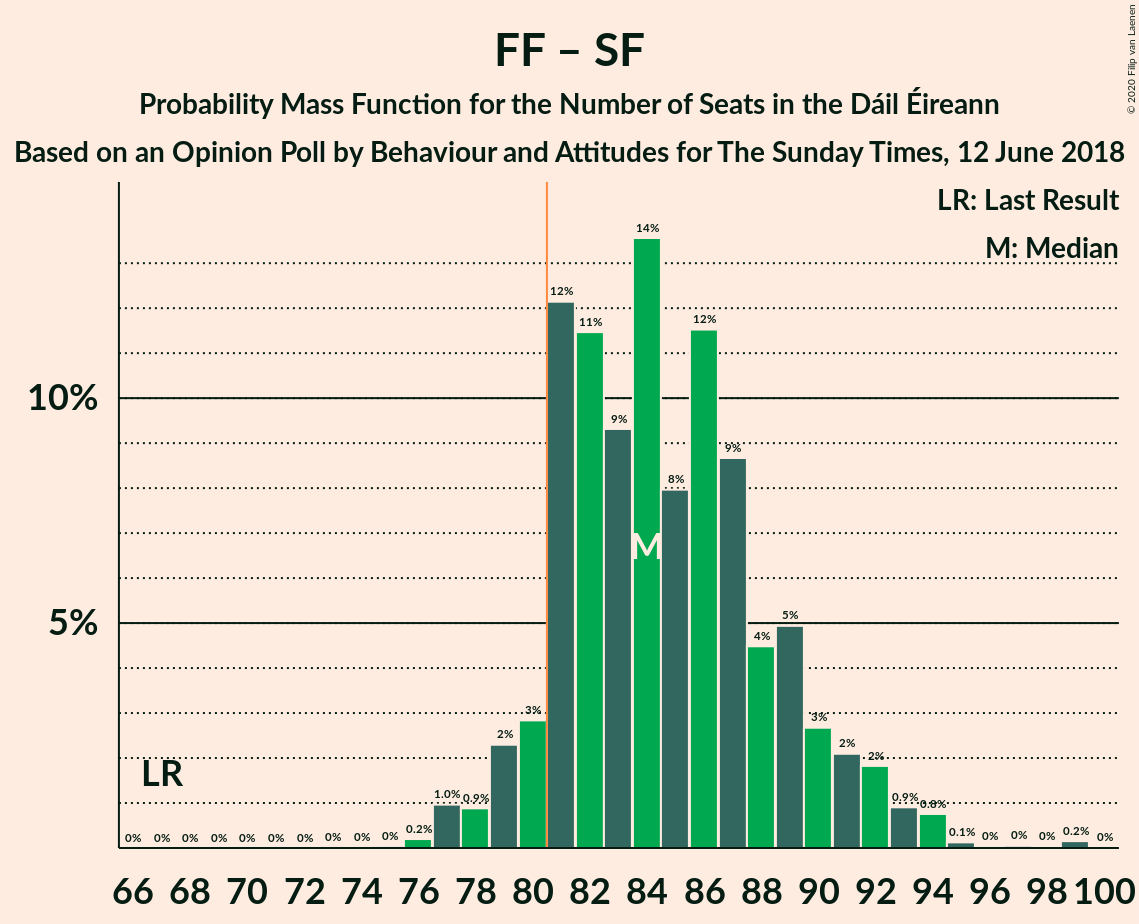 FF – SF
Probability Mass Function for the Number of Seats in the Dáil Éireann
Based on an Opinion Poll by Behaviour and Attitudes for The Sunday Times, 12 June 2018
© 2020 Filip van Laenen
LR: Last Result
M: Median
14%
12%
11%
12%
9%
9%
8%
5%
4%
3%
3%
2%
2%
2%
1.0%
0.9%
0.9%
0.8%
0.2%
0.1%
0.2%
0% 0% 0% 0% 0% 0% 0% 0% 0% 0% 0% 0% 0% 0%
10%
5%
M
LR
66 68 70 72 74 76 78 80 82 84 86 88 90 92 94 96 98 100